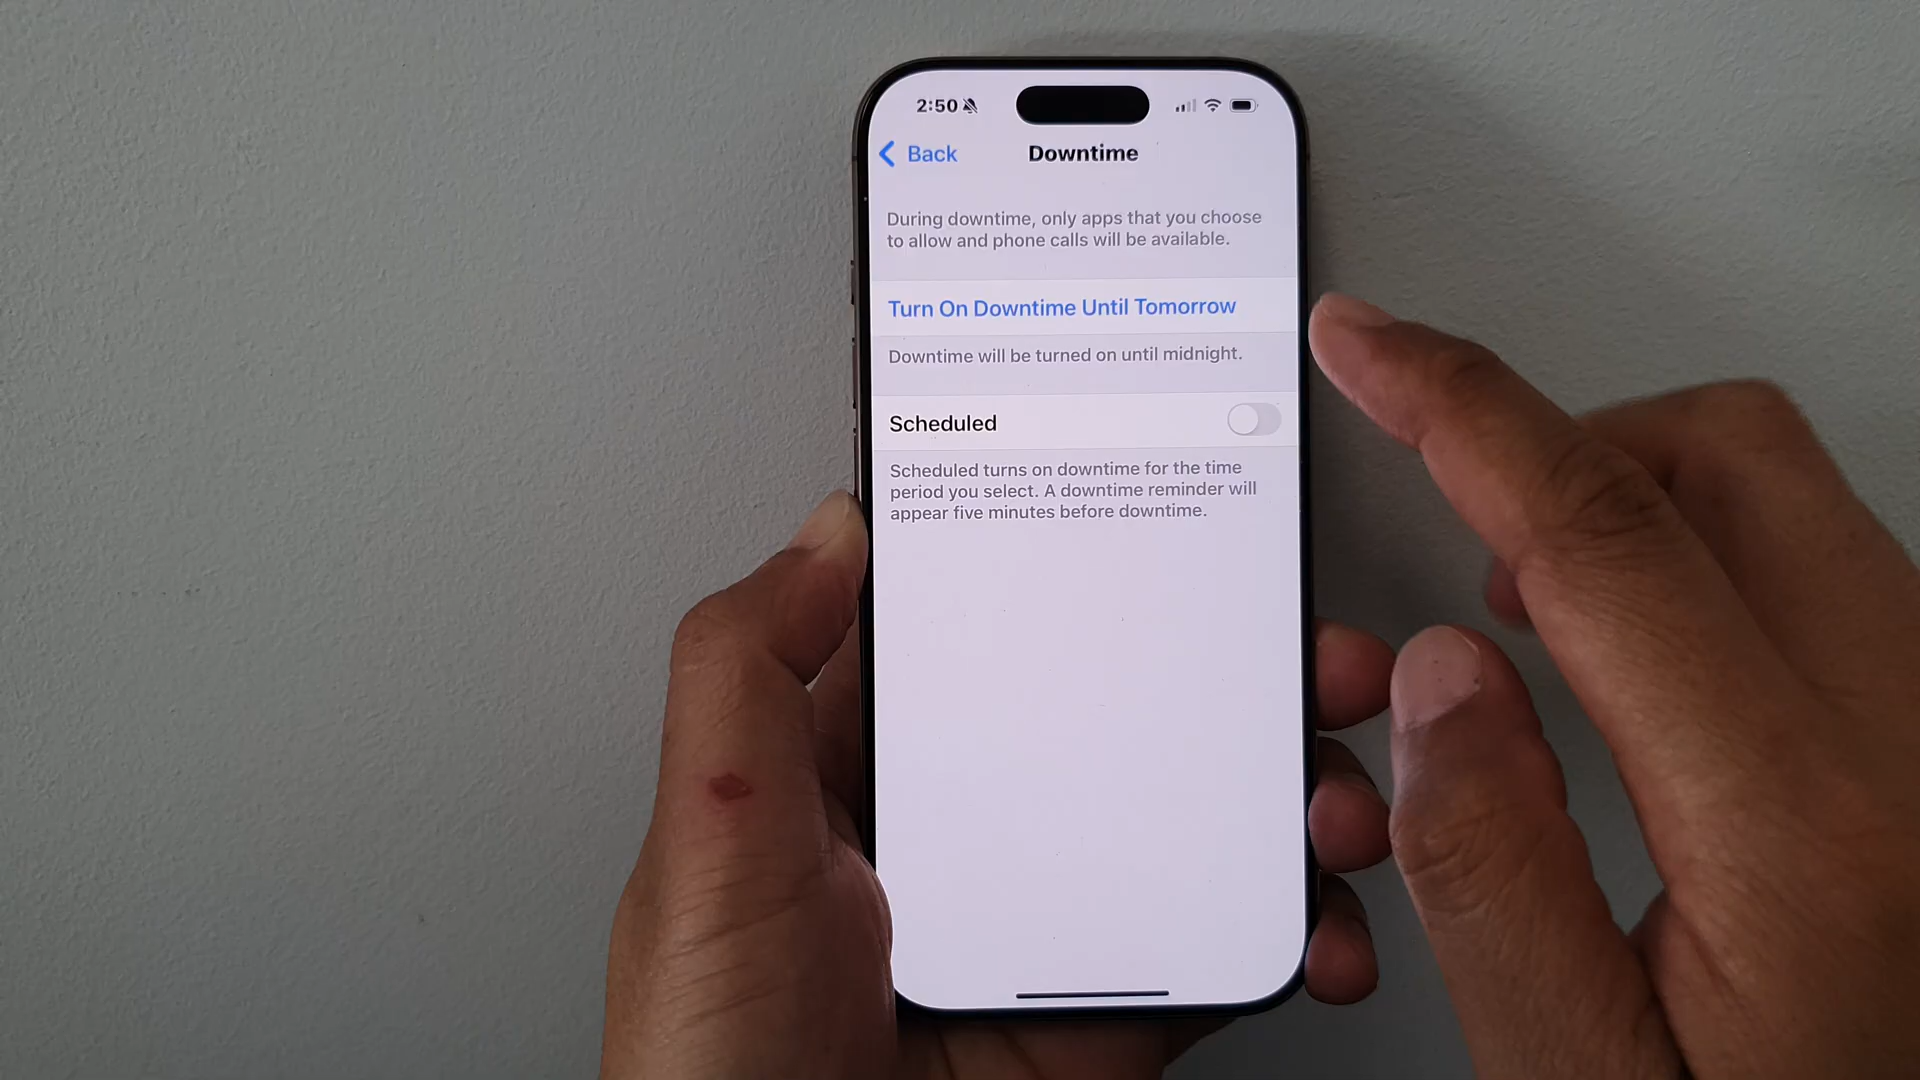 2:50
Back
Downtime
During downtime, only apps that you choose
to allow and phone calls will be available.
Turn On Downtime Until Tomorrow
Downtime will be turned on until midnight.
Scheduled
Scheduled turns on downtime for the time
period you select. A downtime reminder will
appear five minutes before downtime.